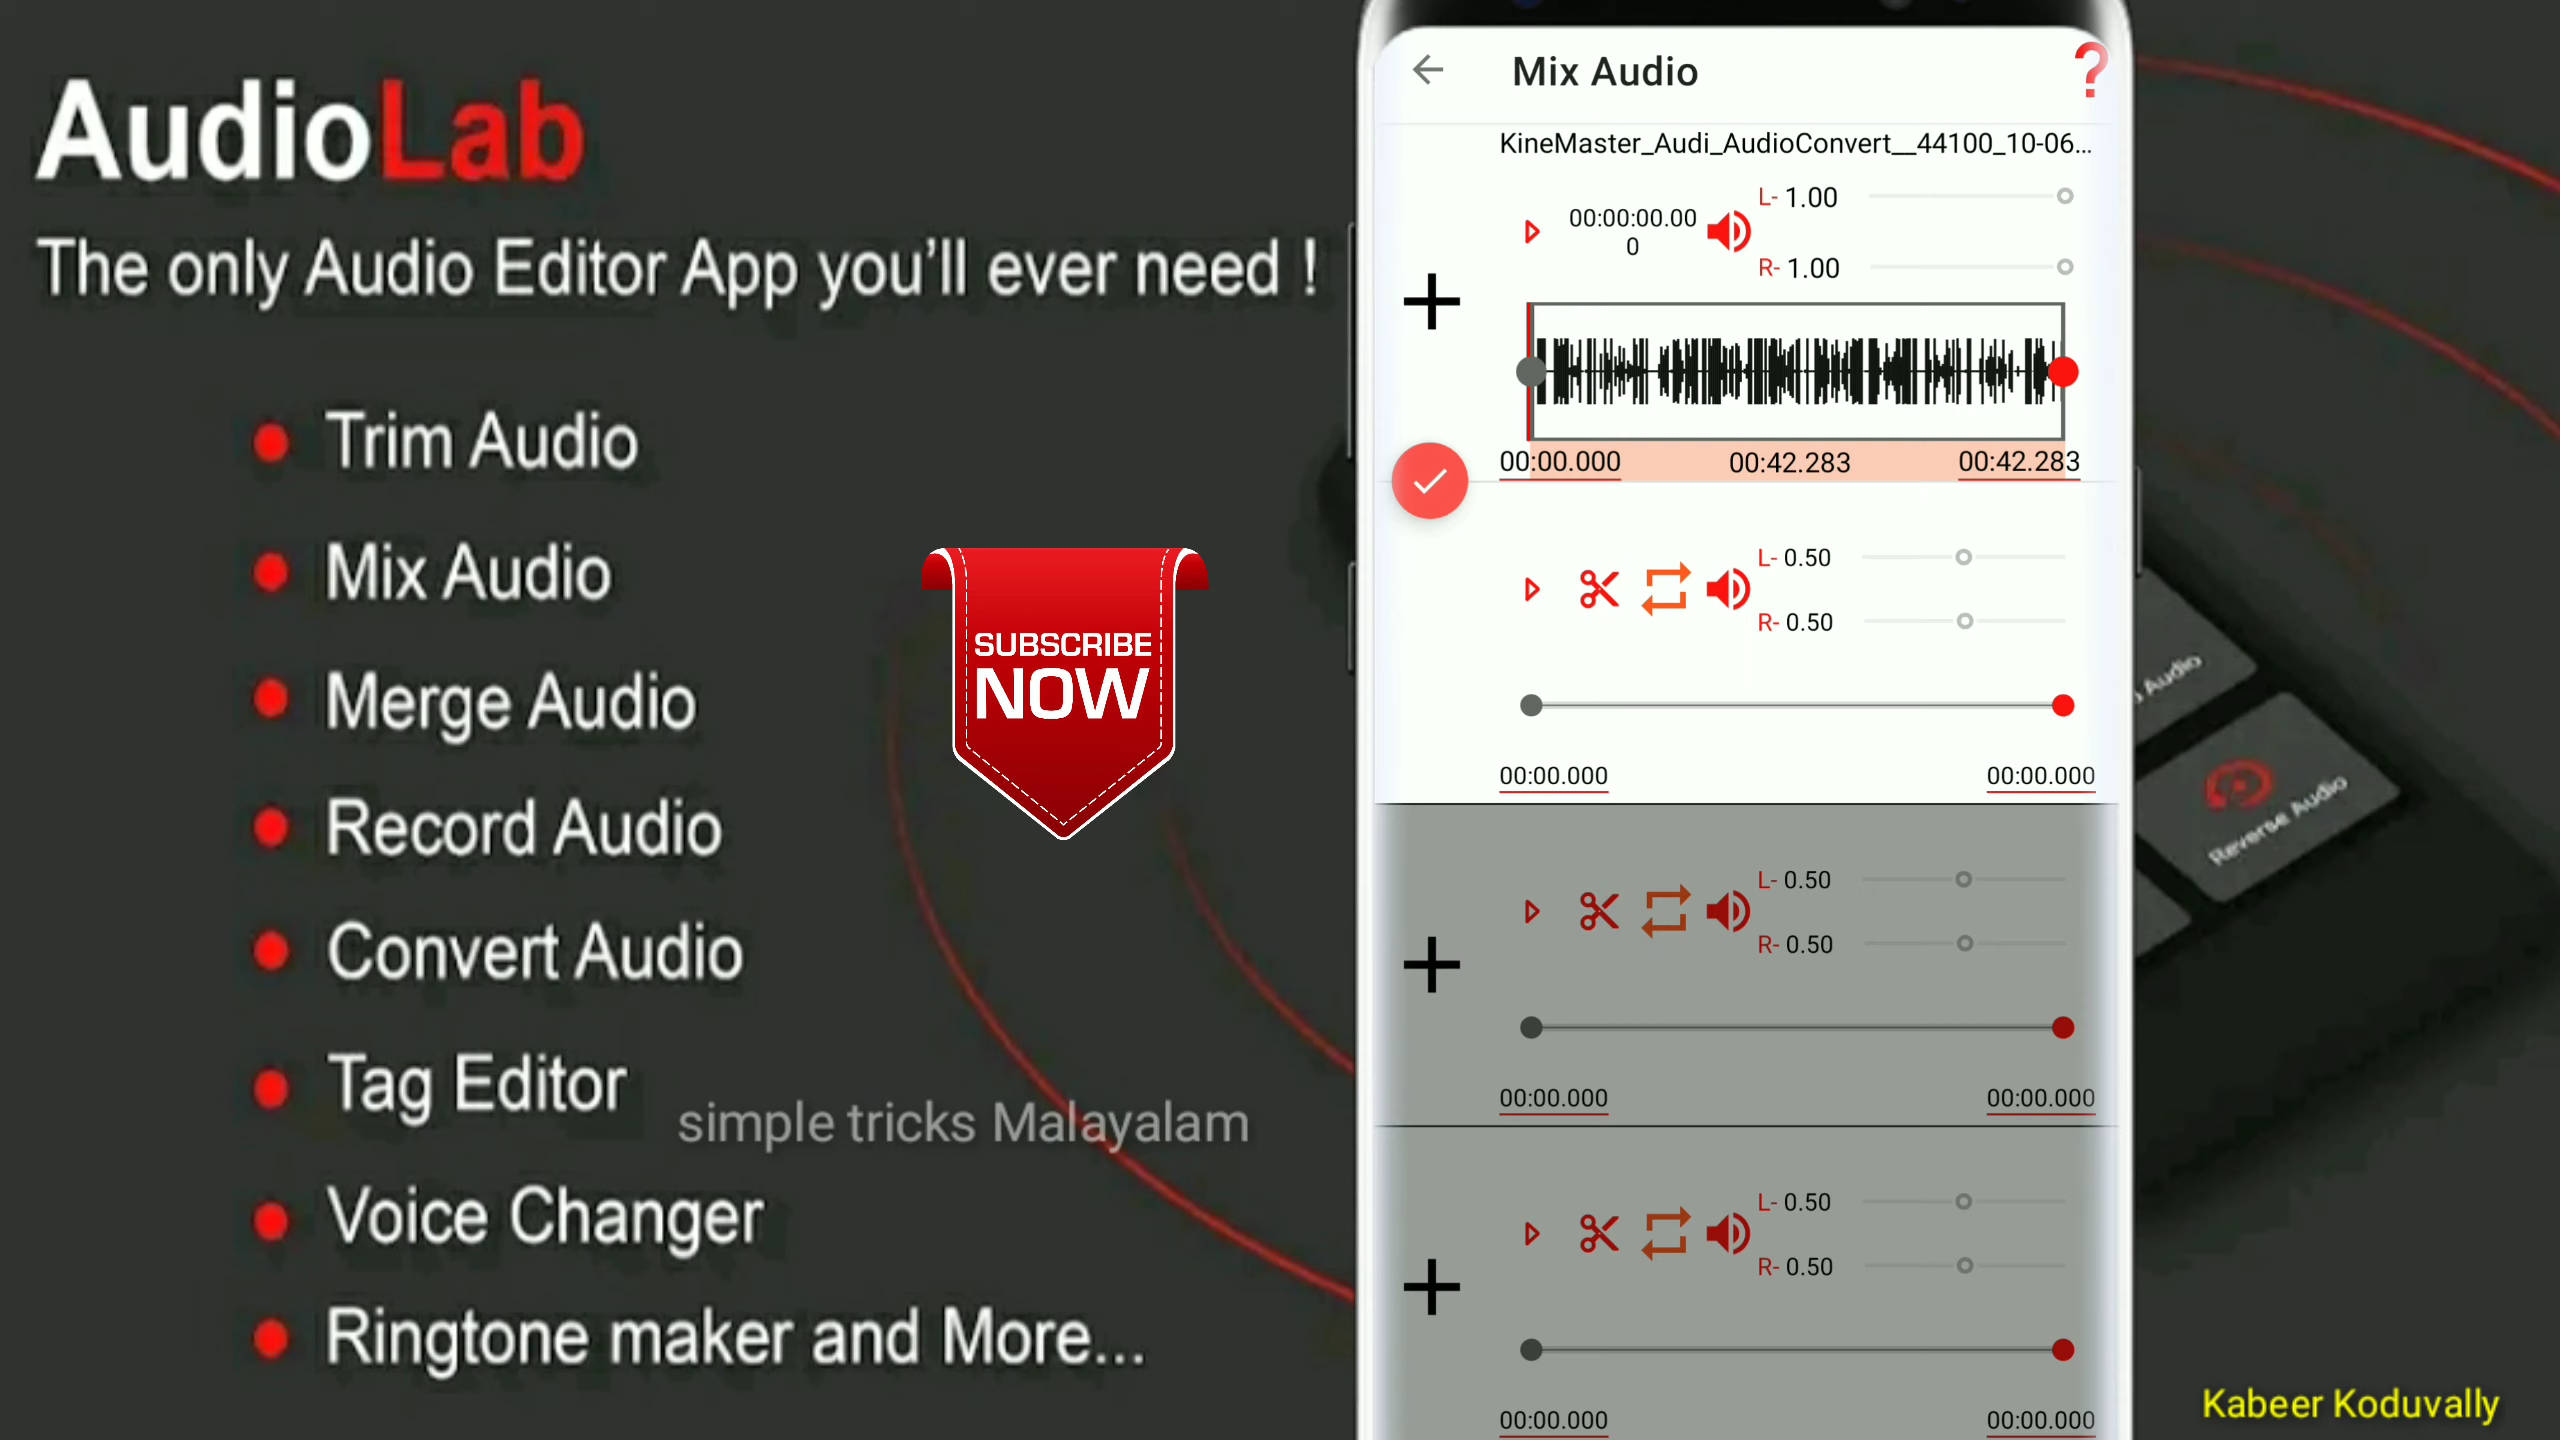 AudioLab
The only Audio Editor App you'll ever need !
Trim Audio
Mix Audio
Merge Audio
Record Audio
Convert Audio
Tag Editor
Voice Changer
Ringtone maker and More...
simple tricks Malayalam
SUBSCRIBE
NOW
Mix Audio
?
KineMaster_Audi_AudioConvert__44100_10-06...
00:00:00.00
0
L- 1.00
R- 1.00
00:00.000 00:42.283 00:42.283
L- 0.50
R- 0.50
00:00.000 00:00.000
L- 0.50
R- 0.50
00:00.000 00:00.000
L- 0.50
R- 0.50
00:00.000 00:00.000
Audio
Reverse Audio
Kabeer Koduvally